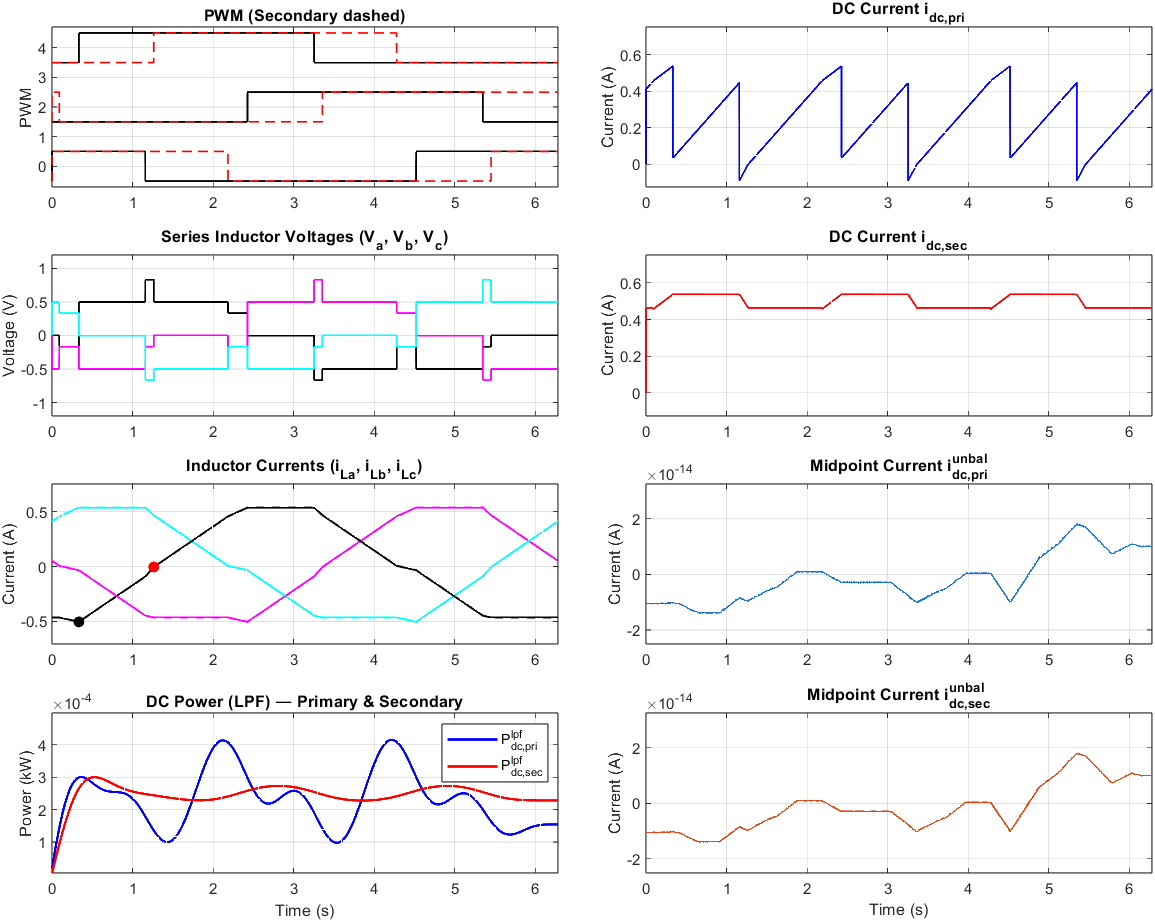 PWM (Secondary dashed)
PWM
4
3
2
1
0
0 1 2 3 4 5 6
DC Current i_dc,pri
Current (A)
0.6
0.4
0.2
0
0 1 2 3 4 5 6
Series Inductor Voltages (V_a, V_b, V_c)
Voltage (V)
1
0.5
0
-0.5
-1
0 1 2 3 4 5 6
DC Current i_dc,sec
Current (A)
0.6
0.4
0.2
0
0 1 2 3 4 5 6
Inductor Currents (i_La, i_Lb, i_Lc)
Current (A)
0.5
0
-0.5
0 1 2 3 4 5 6
Midpoint Current i_dc,pri^unbal
×10^-14
Current (A)
2
0
-2
0 1 2 3 4 5 6
DC Power (LPF) — Primary & Secondary
×10^-4
Power (kW)
4
3
2
1
P_dc,pri^lpf
P_dc,sec^lpf
0 1 2 3 4 5 6
Time (s)
Midpoint Current i_dc,sec^unbal
×10^-14
Current (A)
2
0
-2
0 1 2 3 4 5 6
Time (s)